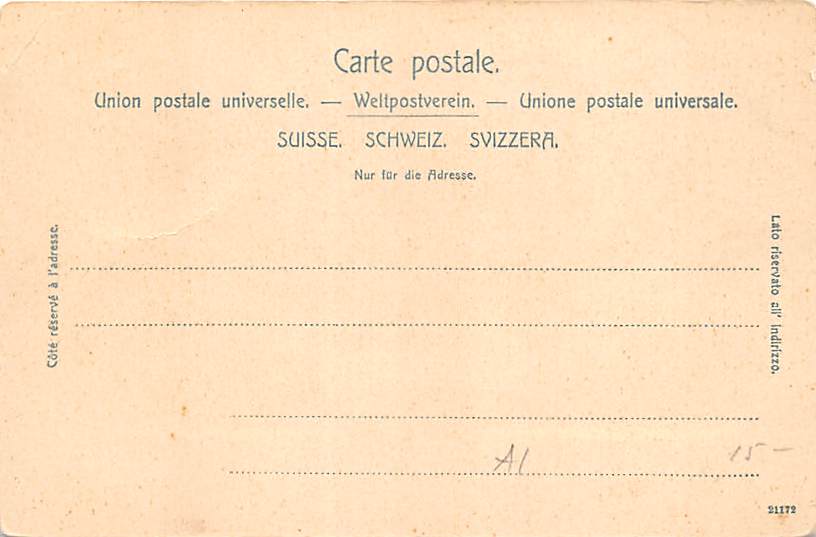 Carte postale.
Union postale universelle. — Weltpostverein. — Unione postale universale.
SUISSE. SCHWEIZ. SVIZZERA.
Nur für die Adresse.
Côté réservé à l'adresse.
Lato riservato all' indirizzo.
Al
15 –
21172